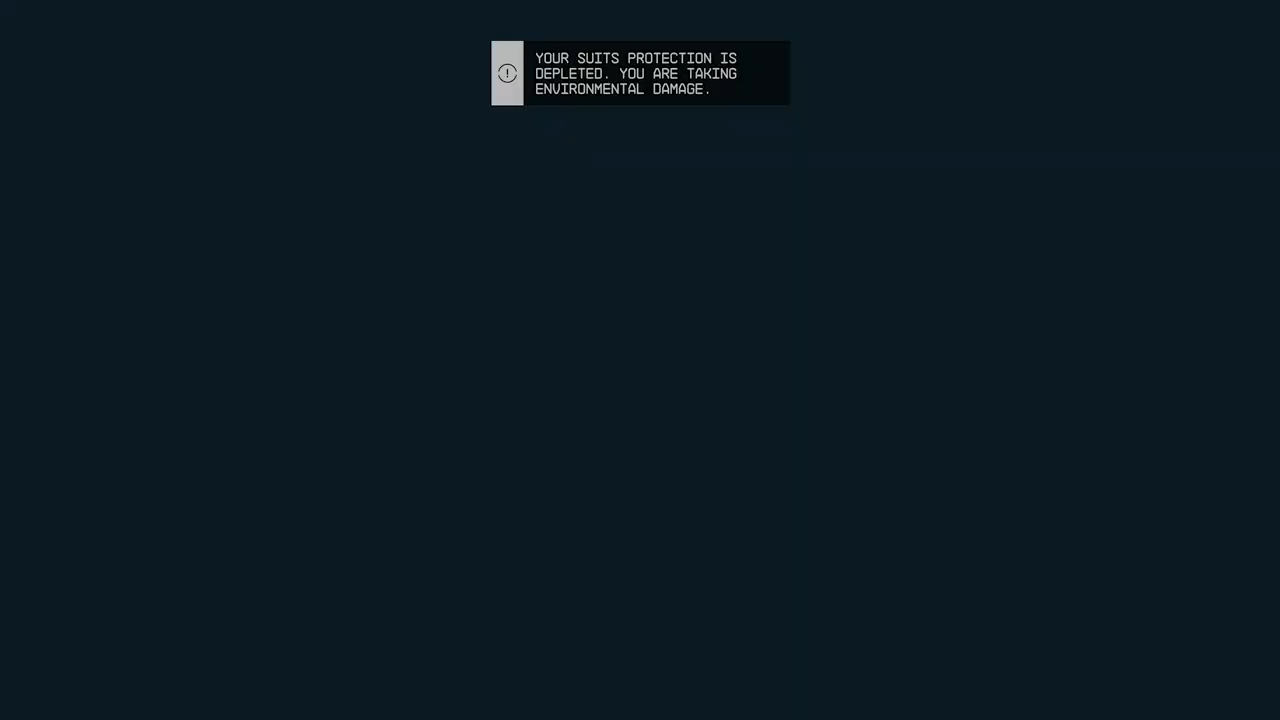 YOUR SUITS PROTECTION IS
DEPLETED. YOU ARE TAKING
ENVIRONMENTAL DAMAGE.